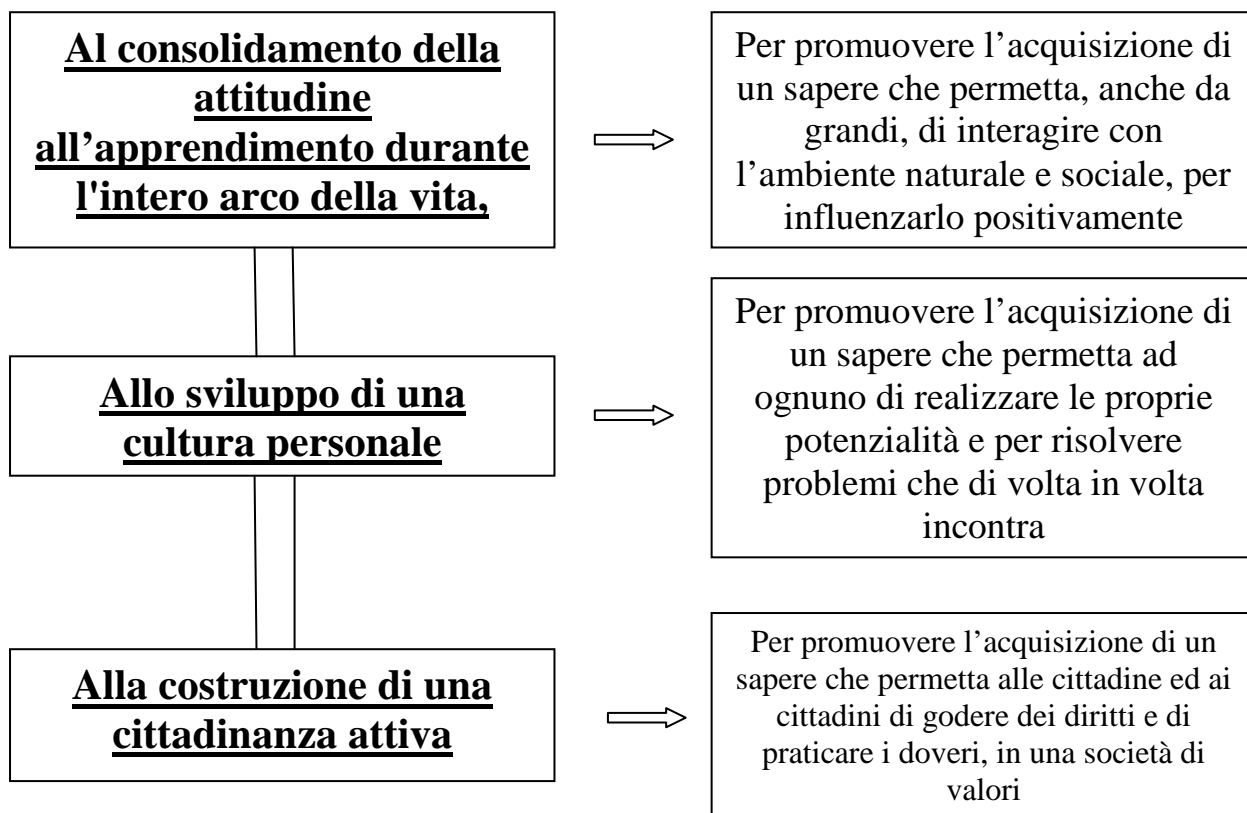 Al consolidamento della
attitudine
all’apprendimento durante
l'intero arco della vita,
Per promuovere l’acquisizione di
un sapere che permetta, anche da
grandi, di interagire con
l’ambiente naturale e sociale, per
influenzarlo positivamente
Allo sviluppo di una
cultura personale
Per promuovere l’acquisizione di
un sapere che permetta ad
ognuno di realizzare le proprie
potenzialità e per risolvere
problemi che di volta in volta
incontra
Alla costruzione di una
cittadinanza attiva
Per promuovere l’acquisizione di un
sapere che permetta alle cittadine ed ai
cittadini di godere dei diritti e di
praticare i doveri, in una società di
valori